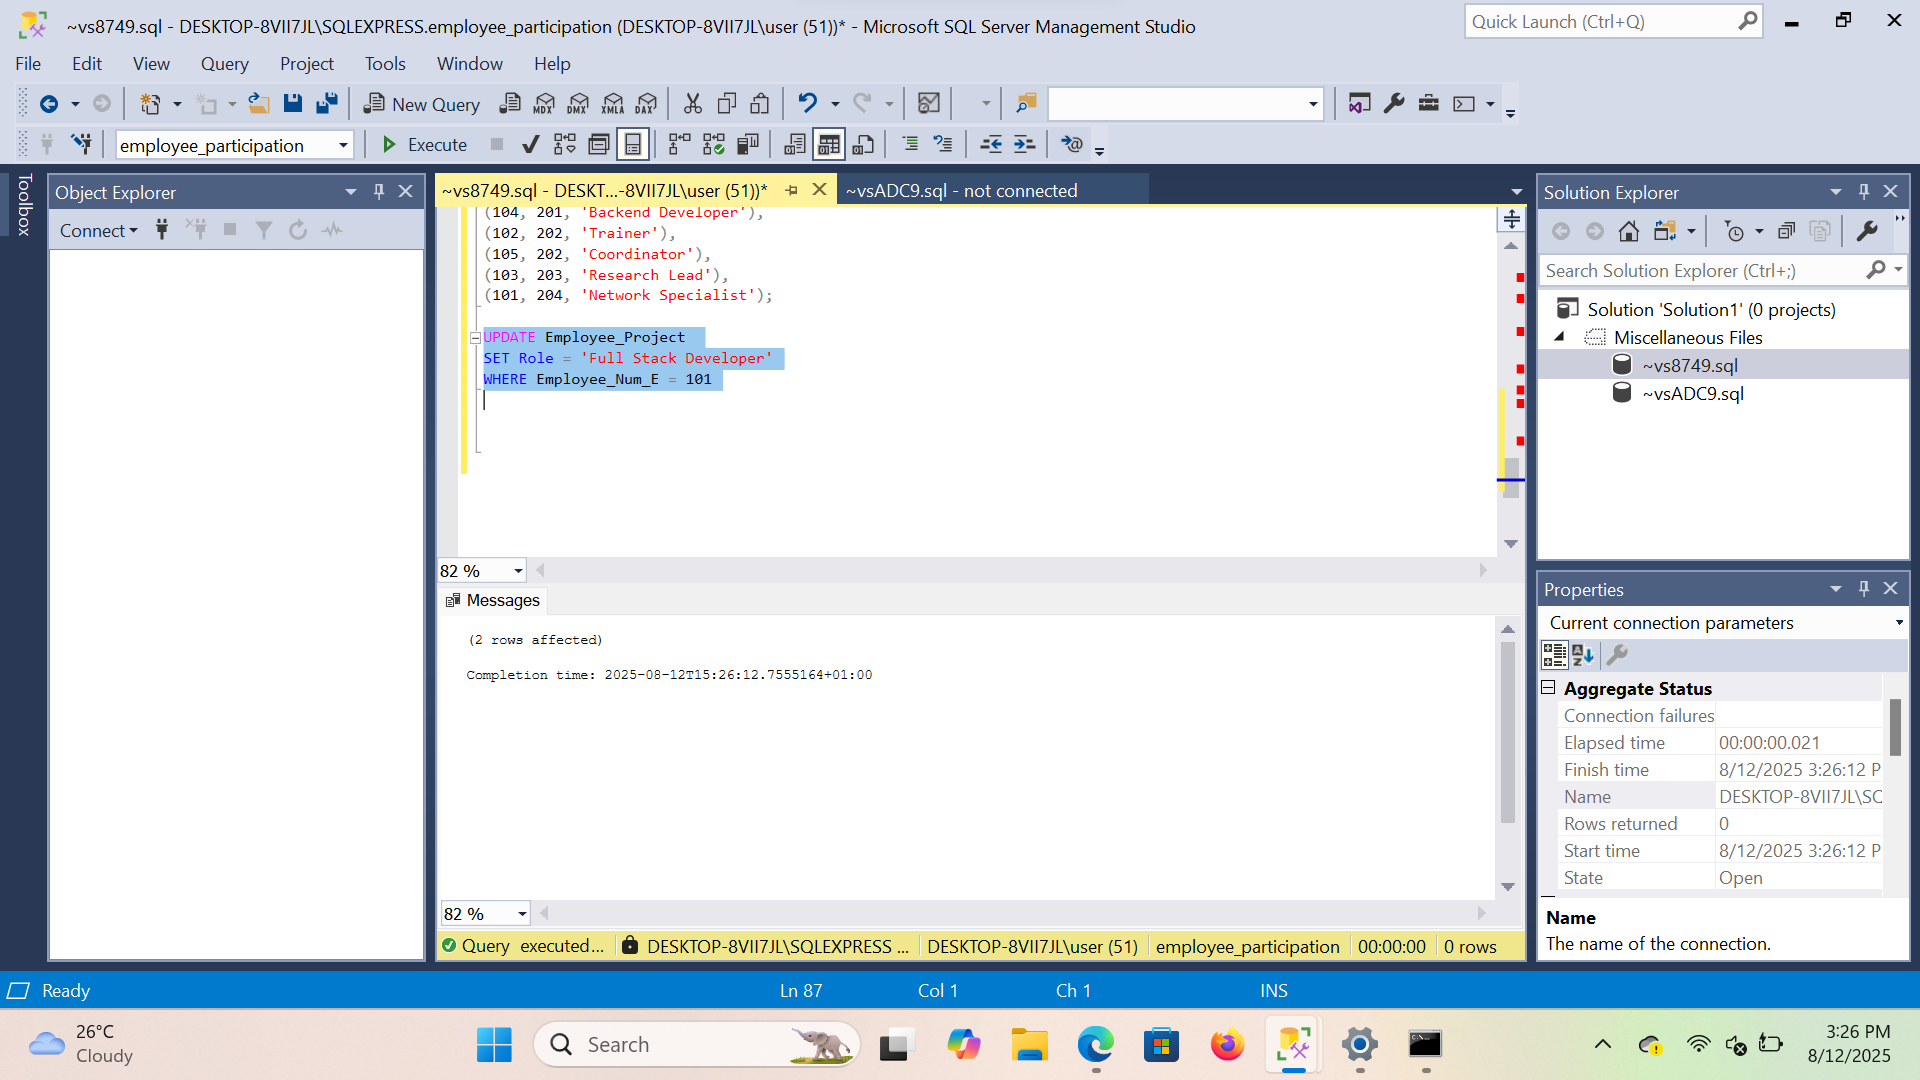 ~vs8749.sql - DESKTOP-8VII7JL\SQLEXPRESS.employee_participation (DESKTOP-8VII7JL\user (51))* - Microsoft SQL Server Management Studio
Quick Launch (Ctrl+Q)
File Edit View Query Project Tools Window Help
New Query MDX DMX XMLA DAX
employee_participation Execute
Toolbox
Object Explorer
Connect
~vs8749.sql - DESKT...-8VII7JL\user (51))* ~vsADC9.sql - not connected
(104, 201, 'Backend Developer'),
(102, 202, 'Trainer'),
(105, 202, 'Coordinator'),
(103, 203, 'Research Lead'),
(101, 204, 'Network Specialist');
UPDATE Employee_Project
SET Role = 'Full Stack Developer'
WHERE Employee_Num_E = 101
82 %
Messages
(2 rows affected)
Completion time: 2025-08-12T15:26:12.7555164+01:00
82 %
Query executed... DESKTOP-8VII7JL\SQLEXPRESS ... DESKTOP-8VII7JL\user (51) employee_participation 00:00:00 0 rows
Solution Explorer
Search Solution Explorer (Ctrl+;)
Solution 'Solution1' (0 projects)
Miscellaneous Files
~vs8749.sql
~vsADC9.sql
Properties
Current connection parameters
Aggregate Status
Connection failures
Elapsed time 00:00:00.021
Finish time 8/12/2025 3:26:12 P
Name DESKTOP-8VII7JL\SQ
Rows returned 0
Start time 8/12/2025 3:26:12 P
State Open
Name
The name of the connection.
Ready Ln 87 Col 1 Ch 1 INS
26°C
Cloudy
Search
3:26 PM
8/12/2025